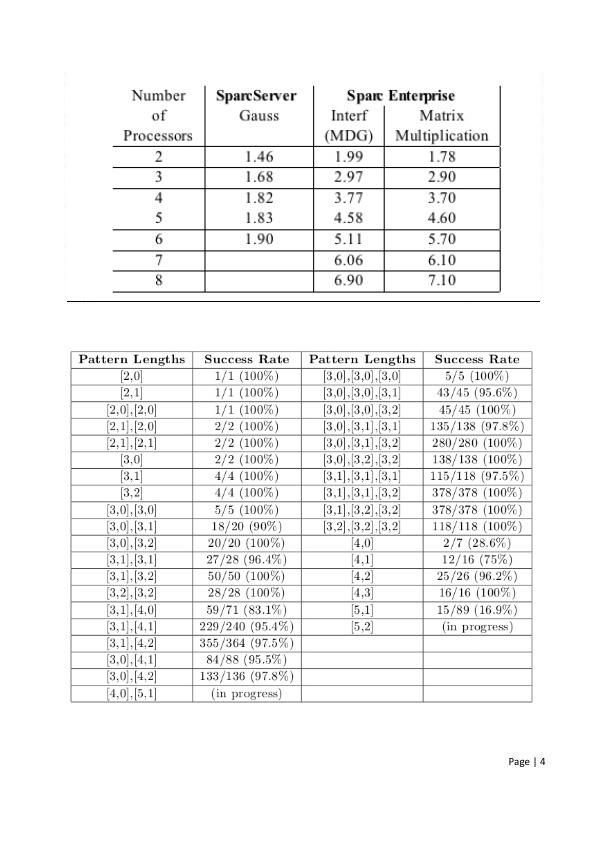 Number SparcServer Sparc Enterprise
of Gauss Interf Matrix
Processors (MDG) Multiplication
2 1.46 1.99 1.78
3 1.68 2.97 2.90
4 1.82 3.77 3.70
5 1.83 4.58 4.60
6 1.90 5.11 5.70
7 6.06 6.10
8 6.90 7.10
Pattern Lengths Success Rate Pattern Lengths Success Rate
[2,0] 1/1 (100%) [3,0],[3,0],[3,0] 5/5 (100%)
[2,1] 1/1 (100%) [3,0],[3,0],[3,1] 43/45 (95.6%)
[2,0],[2,0] 1/1 (100%) [3,0],[3,0],[3,2] 45/45 (100%)
[2,1],[2,0] 2/2 (100%) [3,0],[3,1],[3,1] 135/138 (97.8%)
[2,1],[2,1] 2/2 (100%) [3,0],[3,1],[3,2] 280/280 (100%)
[3,0] 2/2 (100%) [3,0],[3,2],[3,2] 138/138 (100%)
[3,1] 4/4 (100%) [3,1],[3,1],[3,1] 115/118 (97.5%)
[3,2] 4/4 (100%) [3,1],[3,1],[3,2] 378/378 (100%)
[3,0],[3,0] 5/5 (100%) [3,1],[3,2],[3,2] 378/378 (100%)
[3,0],[3,1] 18/20 (90%) [3,2],[3,2],[3,2] 118/118 (100%)
[3,0],[3,2] 20/20 (100%) [4,0] 2/7 (28.6%)
[3,1],[3,1] 27/28 (96.4%) [4,1] 12/16 (75%)
[3,1],[3,2] 50/50 (100%) [4,2] 25/26 (96.2%)
[3,2],[3,2] 28/28 (100%) [4,3] 16/16 (100%)
[3,1],[4,0] 59/71 (83.1%) [5,1] 15/89 (16.9%)
[3,1],[4,1] 229/240 (95.4%) [5,2] (in progress)
[3,1],[4,2] 355/364 (97.5%)
[3,0],[4,1] 84/88 (95.5%)
[3,0],[4,2] 133/136 (97.8%)
[4,0],[5,1] (in progress)
Page | 4